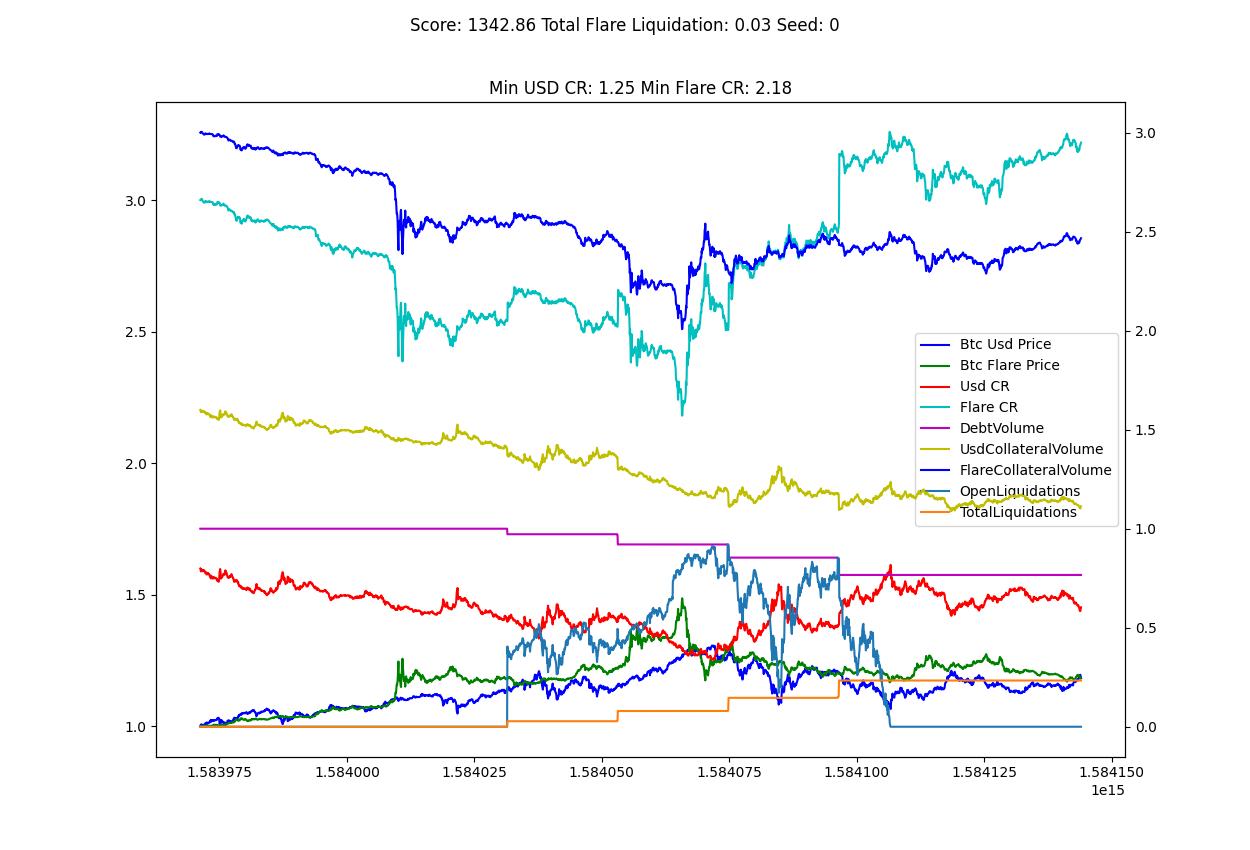 Score: 1342.86 Total Flare Liquidation: 0.03 Seed: 0
Min USD CR: 1.25 Min Flare CR: 2.18
3.0
2.5
2.0
1.5
1.0
3.0
2.5
2.0
1.5
1.0
0.5
0.0
Btc Usd Price
Btc Flare Price
Usd CR
Flare CR
DebtVolume
UsdCollateralVolume
FlareCollateralVolume
OpenLiquidations
TotalLiquidations
1.583975 1.584000 1.584025 1.584050 1.584075 1.584100 1.584125 1.584150
1e15